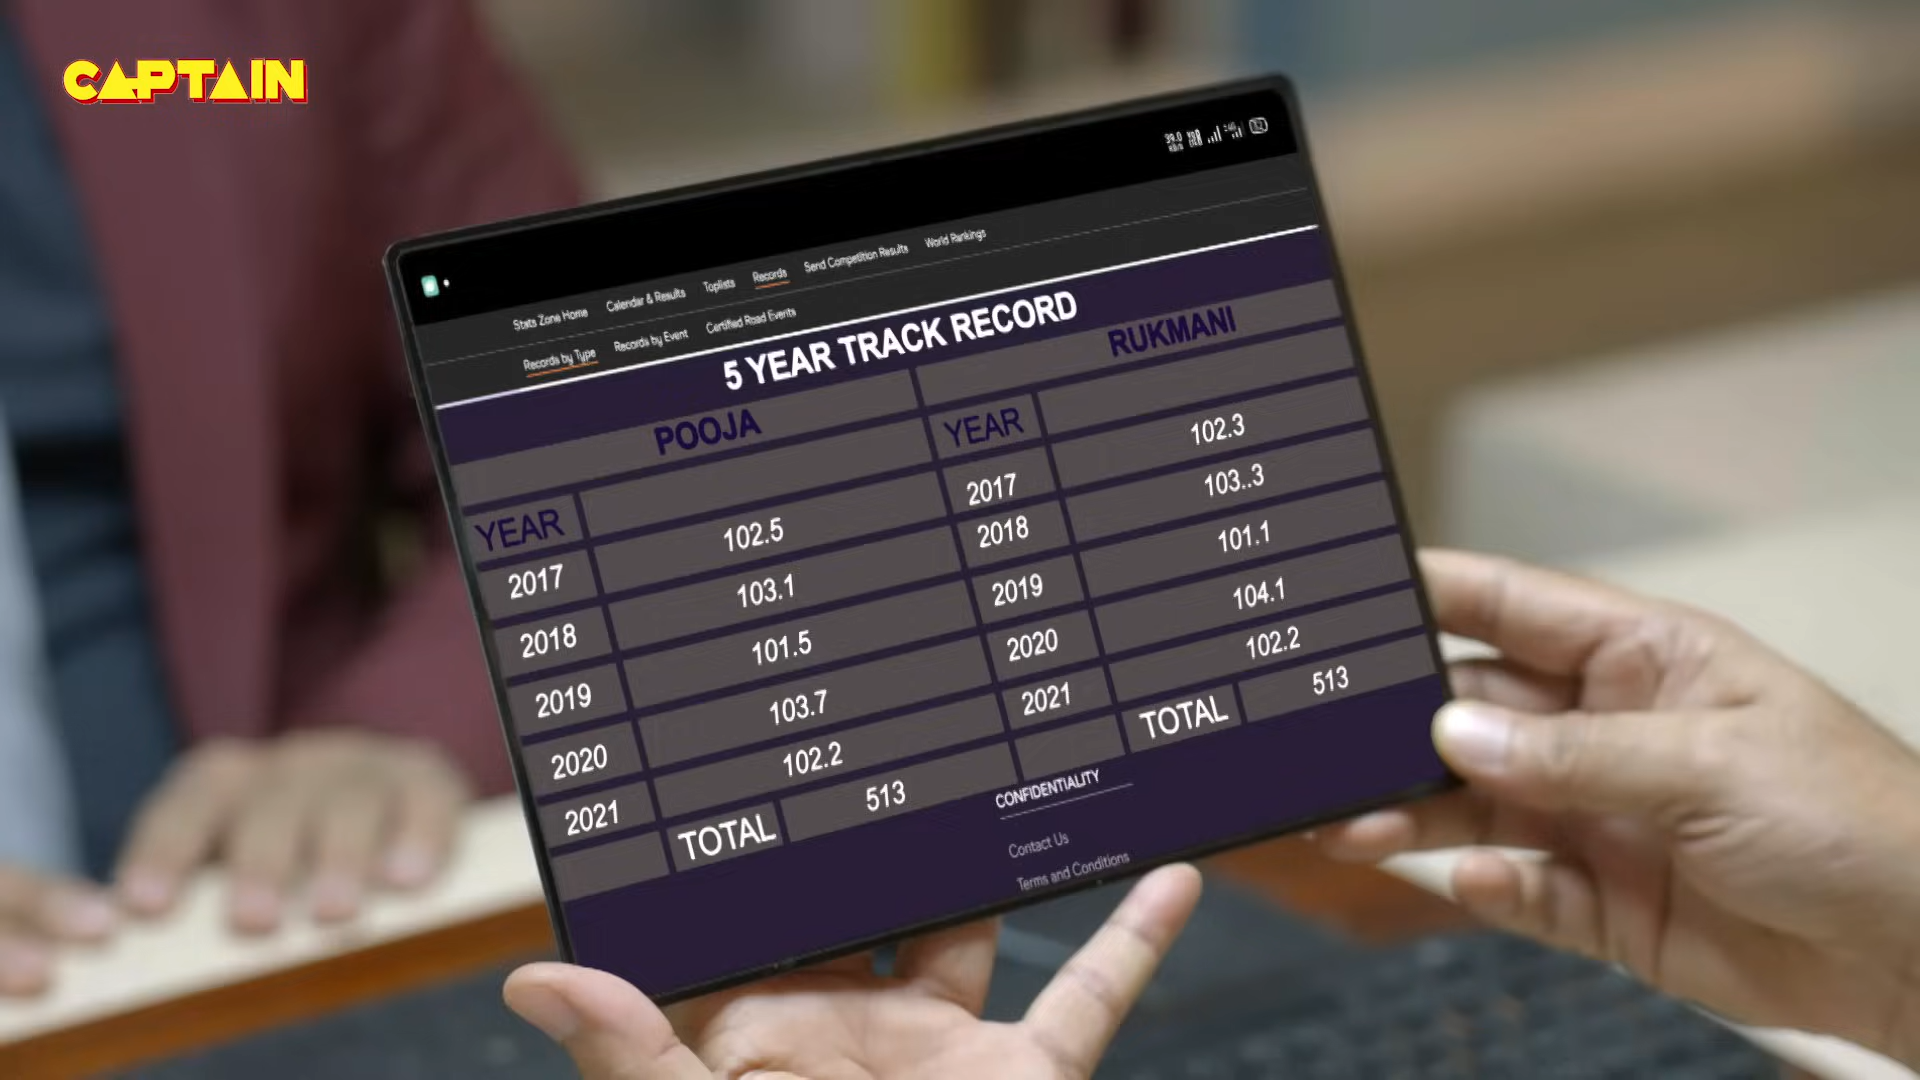 CAPTAIN
Stats Zone Home Calendar & Results Toplists Records Send Competition Results World Rankings
Records by Type Records by Event Certified Road Events
5 YEAR TRACK RECORD
POOJA
YEAR
2017 102.5
2018 103.1
2019 101.5
2020 103.7
2021 102.2
TOTAL 513
RUKMANI
YEAR
2017 102.3
2018 103..3
2019 101.1
2020 104.1
2021 102.2
TOTAL 513
CONFIDENTIALITY
Contact Us
Terms and Conditions